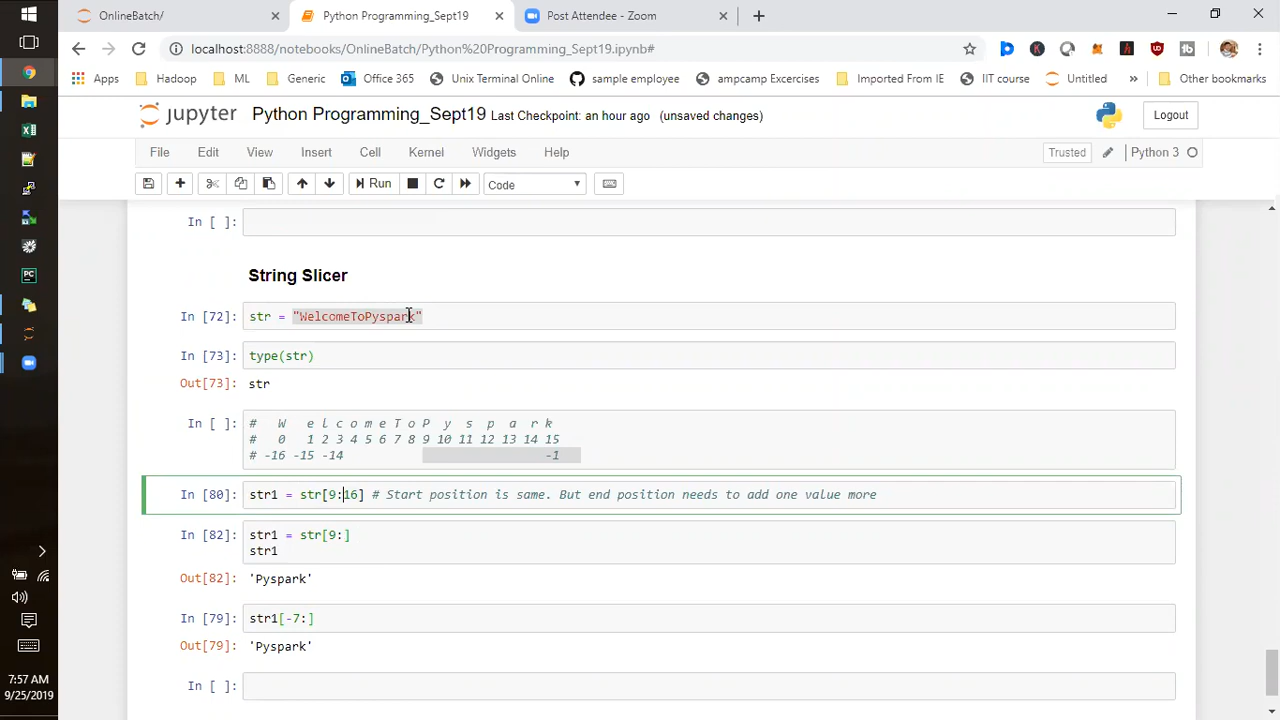 OnlineBatch/
Python Programming_Sept19
Post Attendee - Zoom
localhost:8888/notebooks/OnlineBatch/Python%20Programming_Sept19.ipynb#
Apps Hadoop ML Generic Office 365 Unix Terminal Online sample employee ampcamp Excercises Imported From IE IIT course Untitled » Other bookmarks
jupyter Python Programming_Sept19 Last Checkpoint: an hour ago (unsaved changes) Logout
File Edit View Insert Cell Kernel Widgets Help Trusted Python 3
Run Code
In [ ]:
String Slicer
In [72]: str = "WelcomeToPyspark"
In [73]: type(str)
Out[73]: str
In [ ]: # W e l c o m e T o P y s p a r k
# 0 1 2 3 4 5 6 7 8 9 10 11 12 13 14 15
# -16 -15 -14 -1
In [80]: str1 = str[9:16] # Start position is same. But end position needs to add one value more
In [82]: str1 = str[9:]
str1
Out[82]: 'Pyspark'
In [79]: str1[-7:]
Out[79]: 'Pyspark'
In [ ]:
7:57 AM
9/25/2019